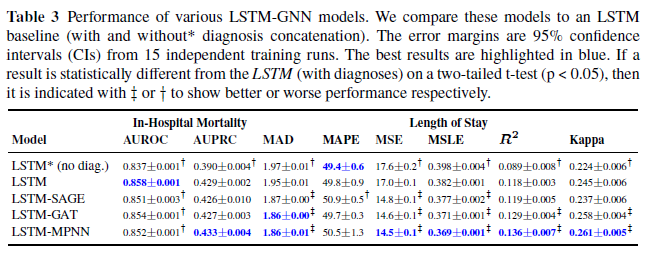 Table 3 Performance of various LSTM-GNN models. We compare these models to an LSTM
baseline (with and without* diagnosis concatenation). The error margins are 95% confidence
intervals (CIs) from 15 independent training runs. The best results are highlighted in blue. If a
result is statistically different from the LSTM (with diagnoses) on a two-tailed t-test (p < 0.05), then
it is indicated with ‡ or † to show better or worse performance respectively.
In-Hospital Mortality Length of Stay
Model AUROC AUPRC MAD MAPE MSE MSLE R² Kappa
LSTM* (no diag.) 0.837±0.001† 0.390±0.004† 1.97±0.01† 49.4±0.6 17.6±0.2† 0.398±0.004† 0.089±0.008† 0.224±0.006†
LSTM 0.858±0.001 0.429±0.002 1.95±0.01 49.8±0.9 17.0±0.1 0.382±0.001 0.118±0.003 0.245±0.006
LSTM-SAGE 0.851±0.003† 0.426±0.010 1.87±0.00‡ 50.9±0.5† 14.8±0.1‡ 0.377±0.002‡ 0.119±0.005 0.237±0.006
LSTM-GAT 0.854±0.001† 0.427±0.003 1.86±0.00‡ 49.7±0.3 14.6±0.1‡ 0.371±0.001‡ 0.129±0.004‡ 0.258±0.004‡
LSTM-MPNN 0.852±0.001† 0.433±0.004 1.86±0.01‡ 50.5±1.3 14.5±0.1‡ 0.369±0.001‡ 0.136±0.007‡ 0.261±0.005‡